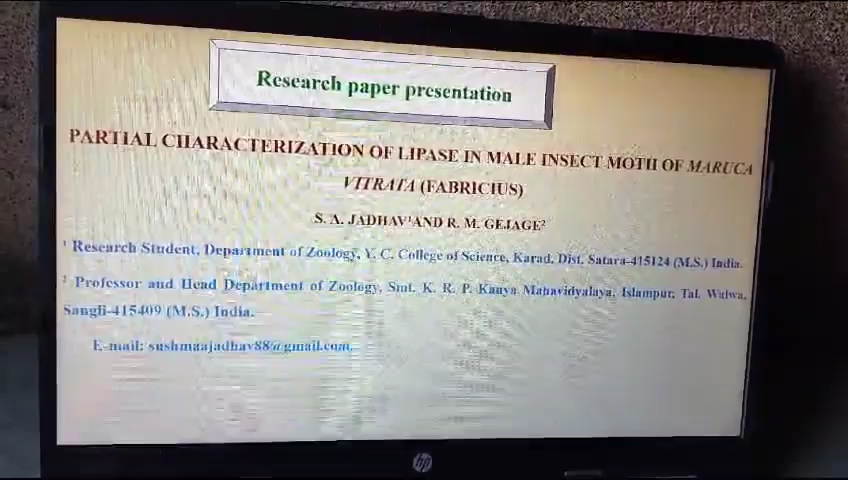 Research paper presentation
PARTIAL CHARACTERIZATION OF LIPASE IN MALE INSECT MOTH OF MARUCA
VITRATA (FABRICIUS)
S. A. JADHAV¹AND R. M. GEJAGE²
¹ Research Student, Department of Zoology, Y. C. College of Science, Karad, Dist. Satara-415124 (M.S.) India.
² Professor and Head Department of Zoology, Smt. K. R. P. Kanya Mahavidyalaya, Islampur, Tal. Walwa,
Sangli-415409 (M.S.) India.
E-mail: sushmaajadhav88@gmail.com.
hp